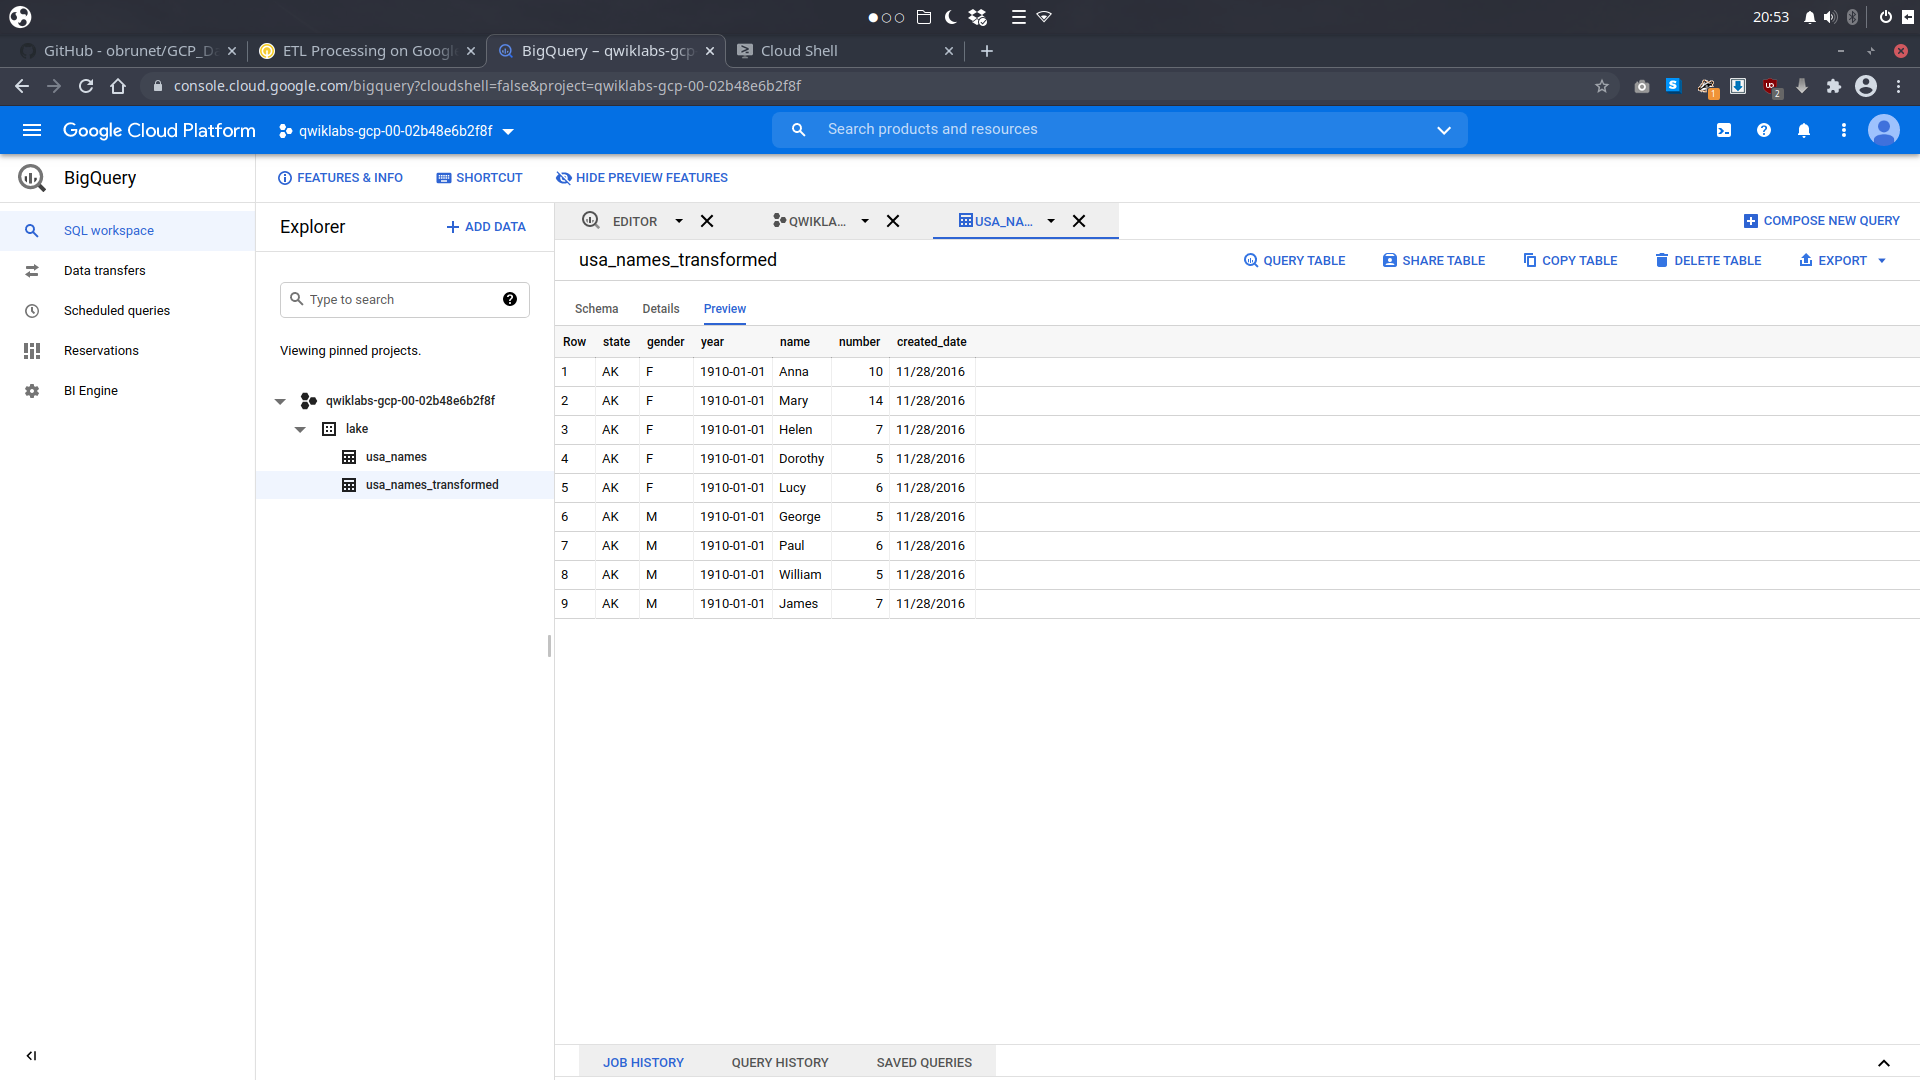 20:53
GitHub - obrunet/GCP_Da
ETL Processing on Google
BigQuery – qwiklabs-gcp-
Cloud Shell
console.cloud.google.com/bigquery?cloudshell=false&project=qwiklabs-gcp-00-02b48e6b2f8f
Google Cloud Platform
qwiklabs-gcp-00-02b48e6b2f8f
Search products and resources
BigQuery
FEATURES & INFO
SHORTCUT
HIDE PREVIEW FEATURES
SQL workspace
Data transfers
Scheduled queries
Reservations
BI Engine
Explorer
ADD DATA
Type to search
Viewing pinned projects.
qwiklabs-gcp-00-02b48e6b2f8f
lake
usa_names
usa_names_transformed
EDITOR
QWIKLA...
USA_NA...
COMPOSE NEW QUERY
usa_names_transformed
QUERY TABLE
SHARE TABLE
COPY TABLE
DELETE TABLE
EXPORT
Schema Details Preview
Row state gender year name number created_date
1 AK F 1910-01-01 Anna 10 11/28/2016
2 AK F 1910-01-01 Mary 14 11/28/2016
3 AK F 1910-01-01 Helen 7 11/28/2016
4 AK F 1910-01-01 Dorothy 5 11/28/2016
5 AK F 1910-01-01 Lucy 6 11/28/2016
6 AK M 1910-01-01 George 5 11/28/2016
7 AK M 1910-01-01 Paul 6 11/28/2016
8 AK M 1910-01-01 William 5 11/28/2016
9 AK M 1910-01-01 James 7 11/28/2016
JOB HISTORY
QUERY HISTORY
SAVED QUERIES